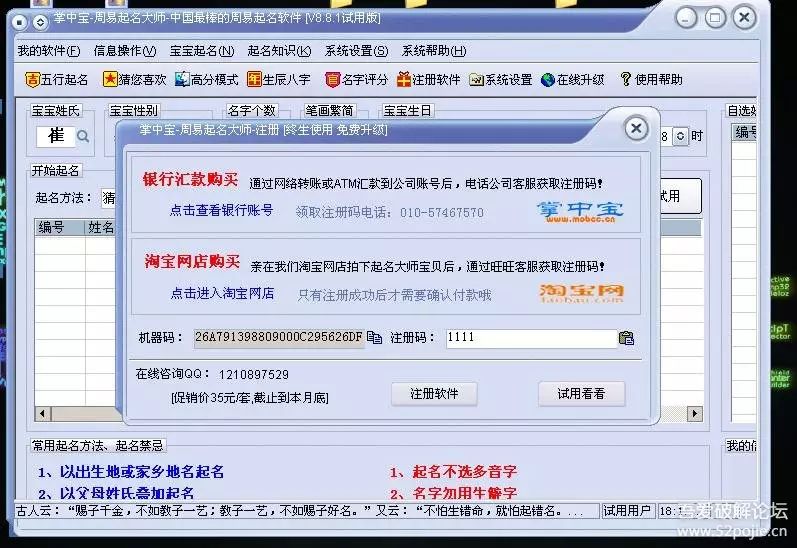 掌中宝-周易起名大师-中国最棒的周易起名软件 [V8.8.1试用版]
我的软件(F) 信息操作(V) 宝宝起名(N) 起名知识(K) 系统设置(S) 系统帮助(H)
五行起名 猜您喜欢 高分模式 生辰八字 名字评分 注册软件 系统设置 在线升级 使用帮助
宝宝姓氏 宝宝性别 名字个数 笔画繁简 宝宝生日 自选
崔 8 时 编号
掌中宝-周易起名大师-注册 [终生使用 免费升级]
开始起名
起名方法: 猜 试用
编号 姓名
银行汇款购买 通过网络转账或ATM汇款到公司账号后,电话公司客服获取注册码!
点击查看银行账号 领取注册码电话: 010-57467570 掌中宝
www.mobcc.cn
淘宝网店购买 亲在我们淘宝网店拍下起名大师宝贝后,通过旺旺客服获取注册码!
点击进入淘宝网店 只有注册成功后才需要确认付款哦 淘宝网
taobao.com
机器码: 26A791398809000C295626DF 注册码: 1111
在线咨询QQ: 1210897529
[促销价35元/套,截止到本月底] 注册软件 试用看看
常用起名方法、起名禁忌 我的
1、以出生地或家乡地名起名 1、起名不选多音字
2、以父母姓氏叠加起名 2、名字勿用生僻字
古人云:“赐子千金,不如教子一艺;教子一艺,不如赐子好名。”又云:“不怕生错命,就怕起错名。... 试用用户 18:1
吾爱破解论坛
www.52pojie.cn